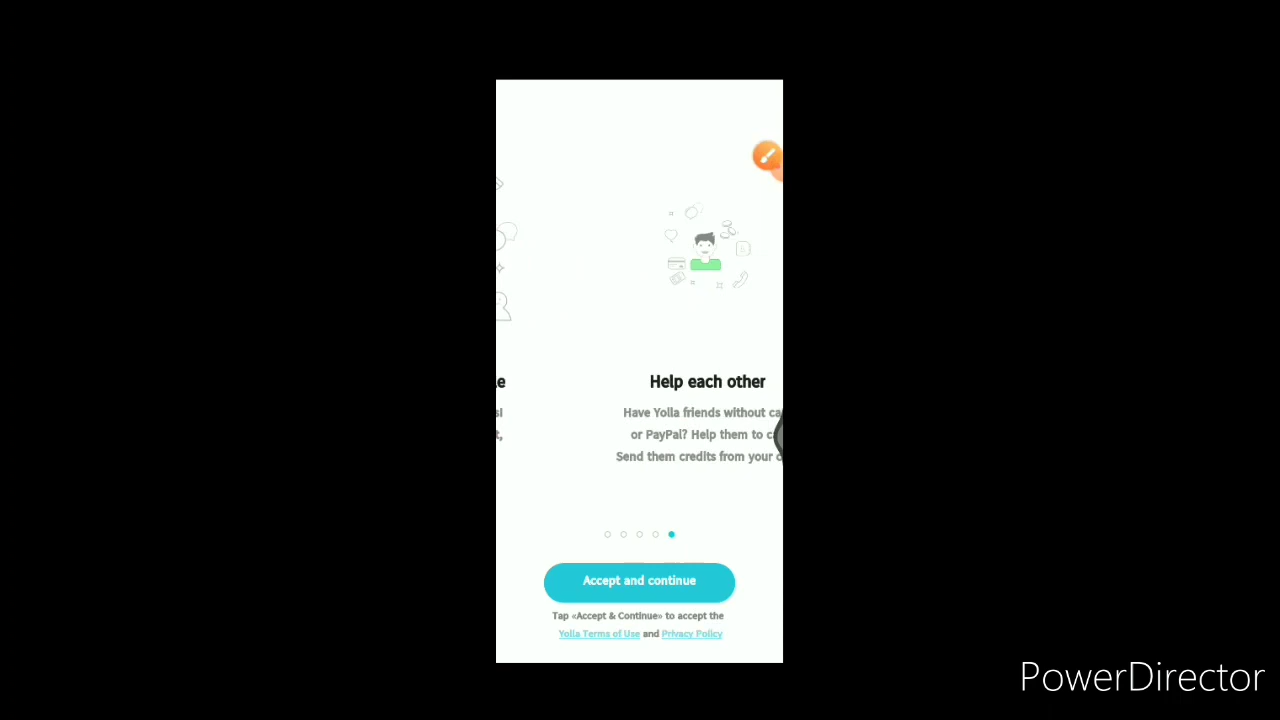 e
Help each other
s!
Have Yolla friends without ca
t,
or PayPal? Help them to c
Send them credits from your
Accept and continue
Tap «Accept & Continue» to accept the
Yolla Terms of Use and Privacy Policy
PowerDirector